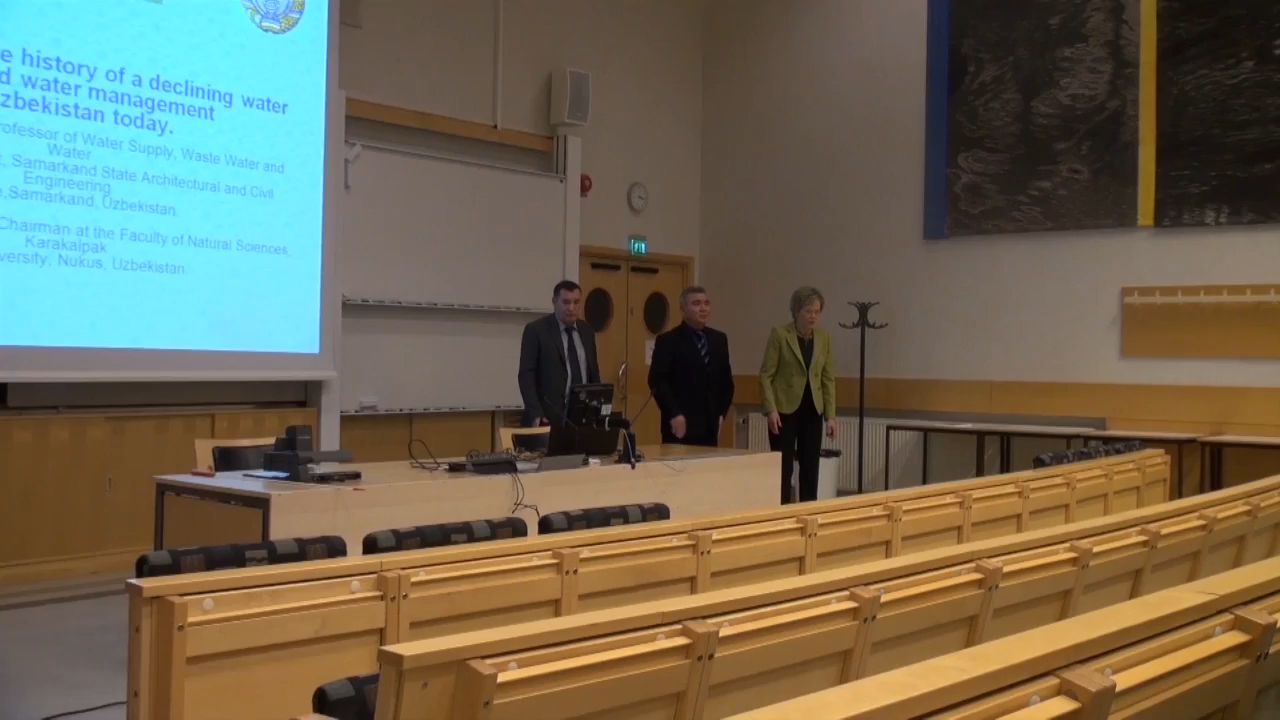 e history of a declining water
d water management
zbekistan today.
rofessor of Water Supply, Waste Water and
Water
, Samarkand State Architectural and Civil
Engineering
e,Samarkand, Uzbekistan
Chairman at the Faculty of Natural Sciences,
Karakalpak
versity, Nukus, Uzbekistan